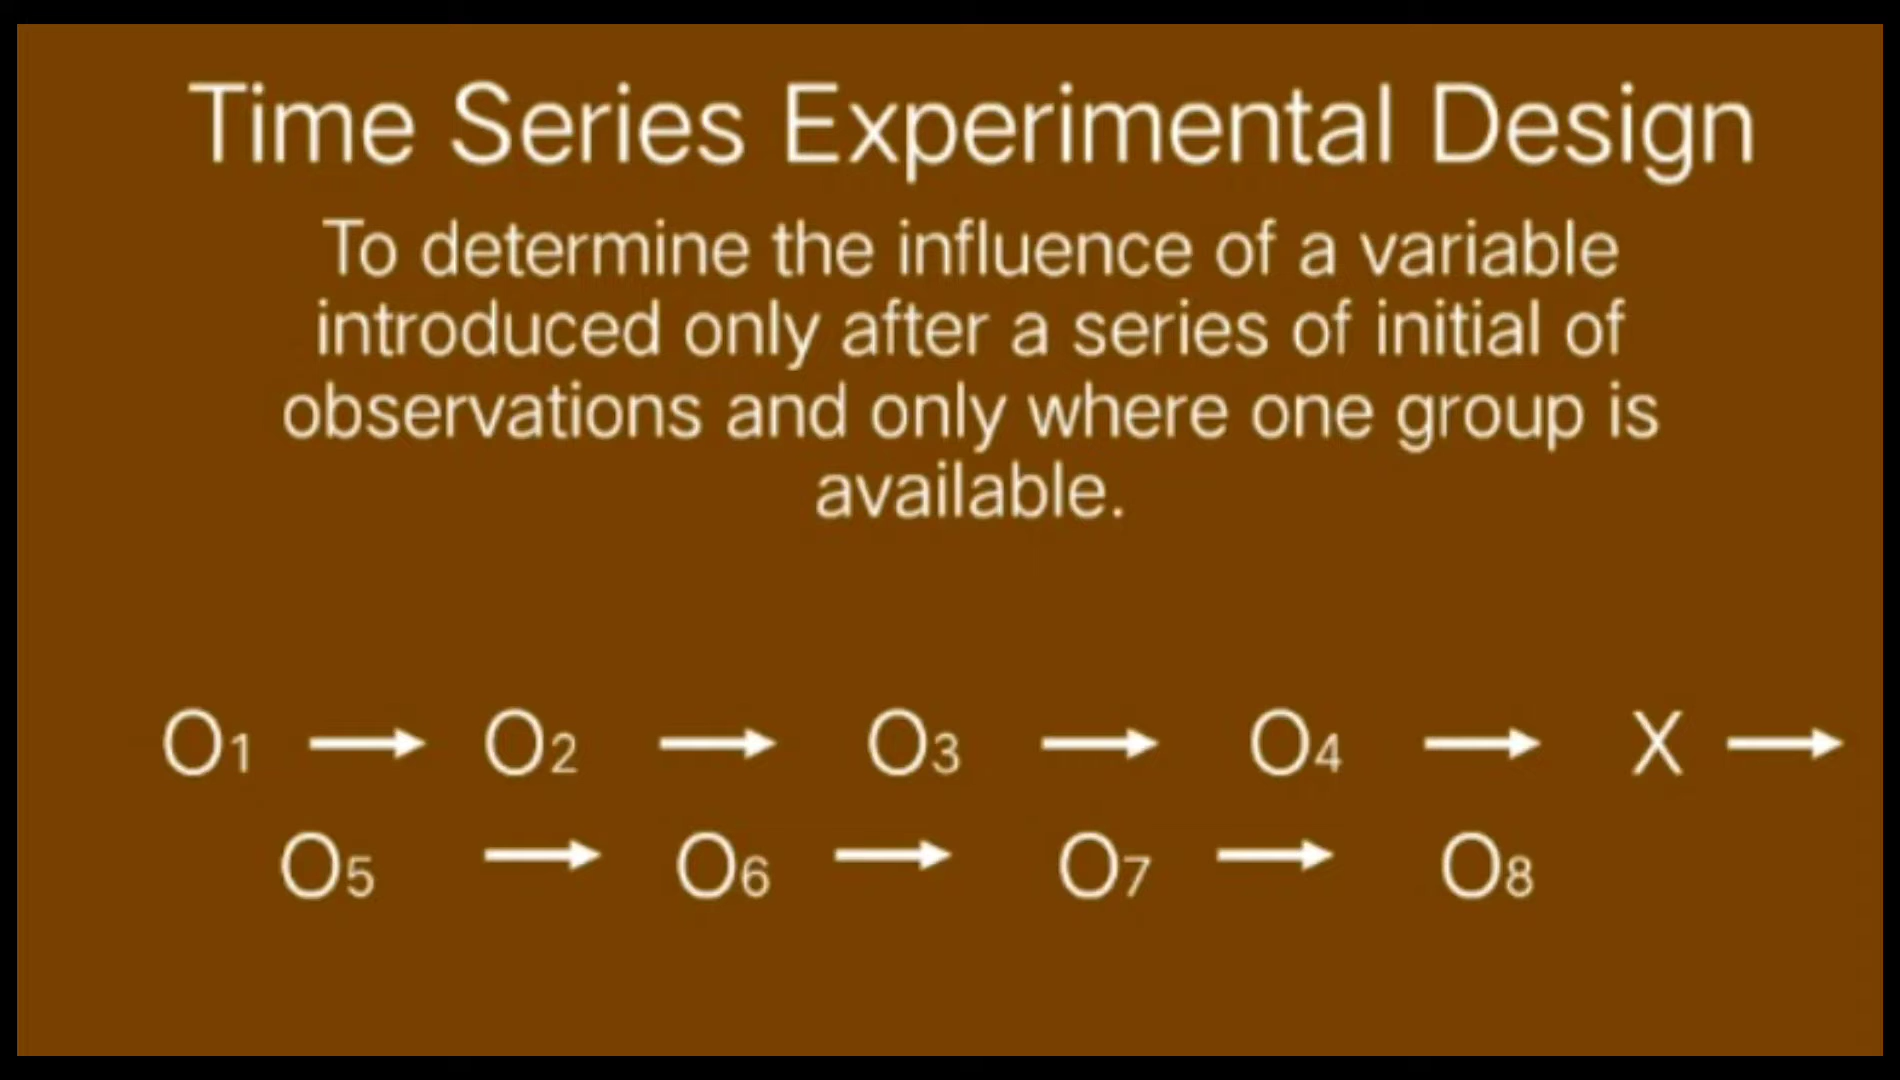 Time Series Experimental Design
To determine the influence of a variable
introduced only after a series of initial of
observations and only where one group is
available.
O1 → O2 → O3 → O4 → X →
O5 → O6 → O7 → O8